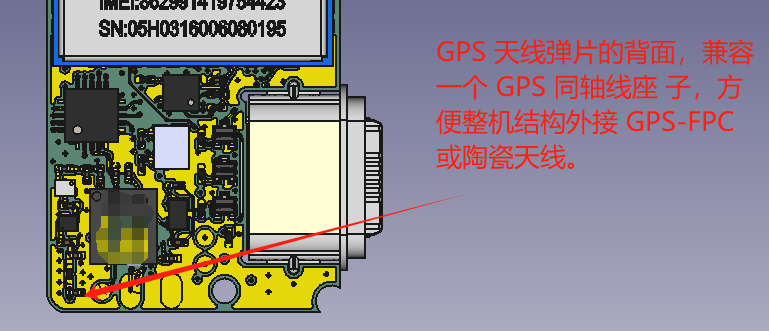 IMEI:862991419754423
SN:05H0316006080195
GPS 天线弹片的背面，兼容
一个 GPS 同轴线座 子，方
便整机结构外接 GPS-FPC
或陶瓷天线。